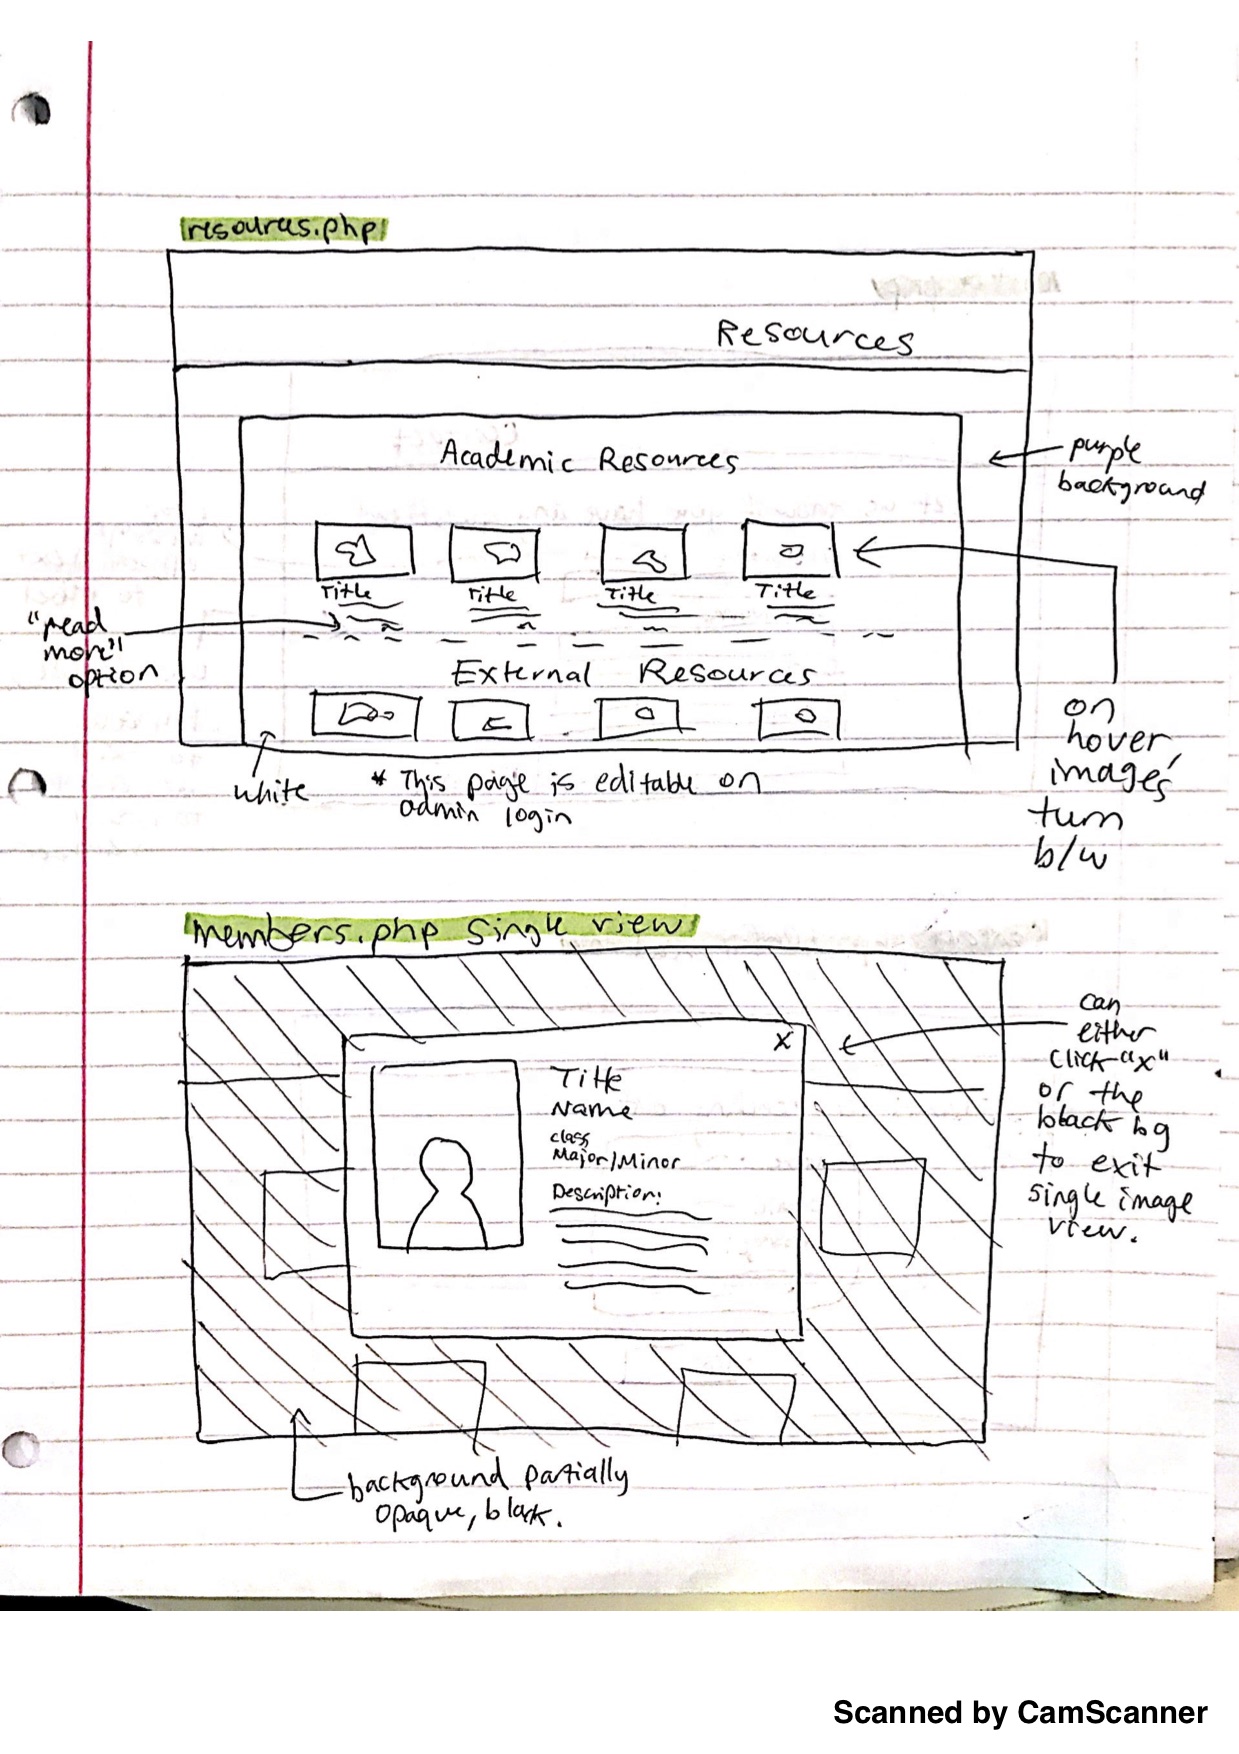 resources.php
Resources
Academic Resources
purple
background
Title Title Title Title
"read
more"
option
External Resources
on
hover,
images
turn
b/w
white
* This page is editable on
admin login
members.php single view
X
Title
Name
class
Major/Minor
Description:
can
either
click "x"
or the
black bg
to exit
single image
view.
background partially
opaque, black.
Scanned by CamScanner